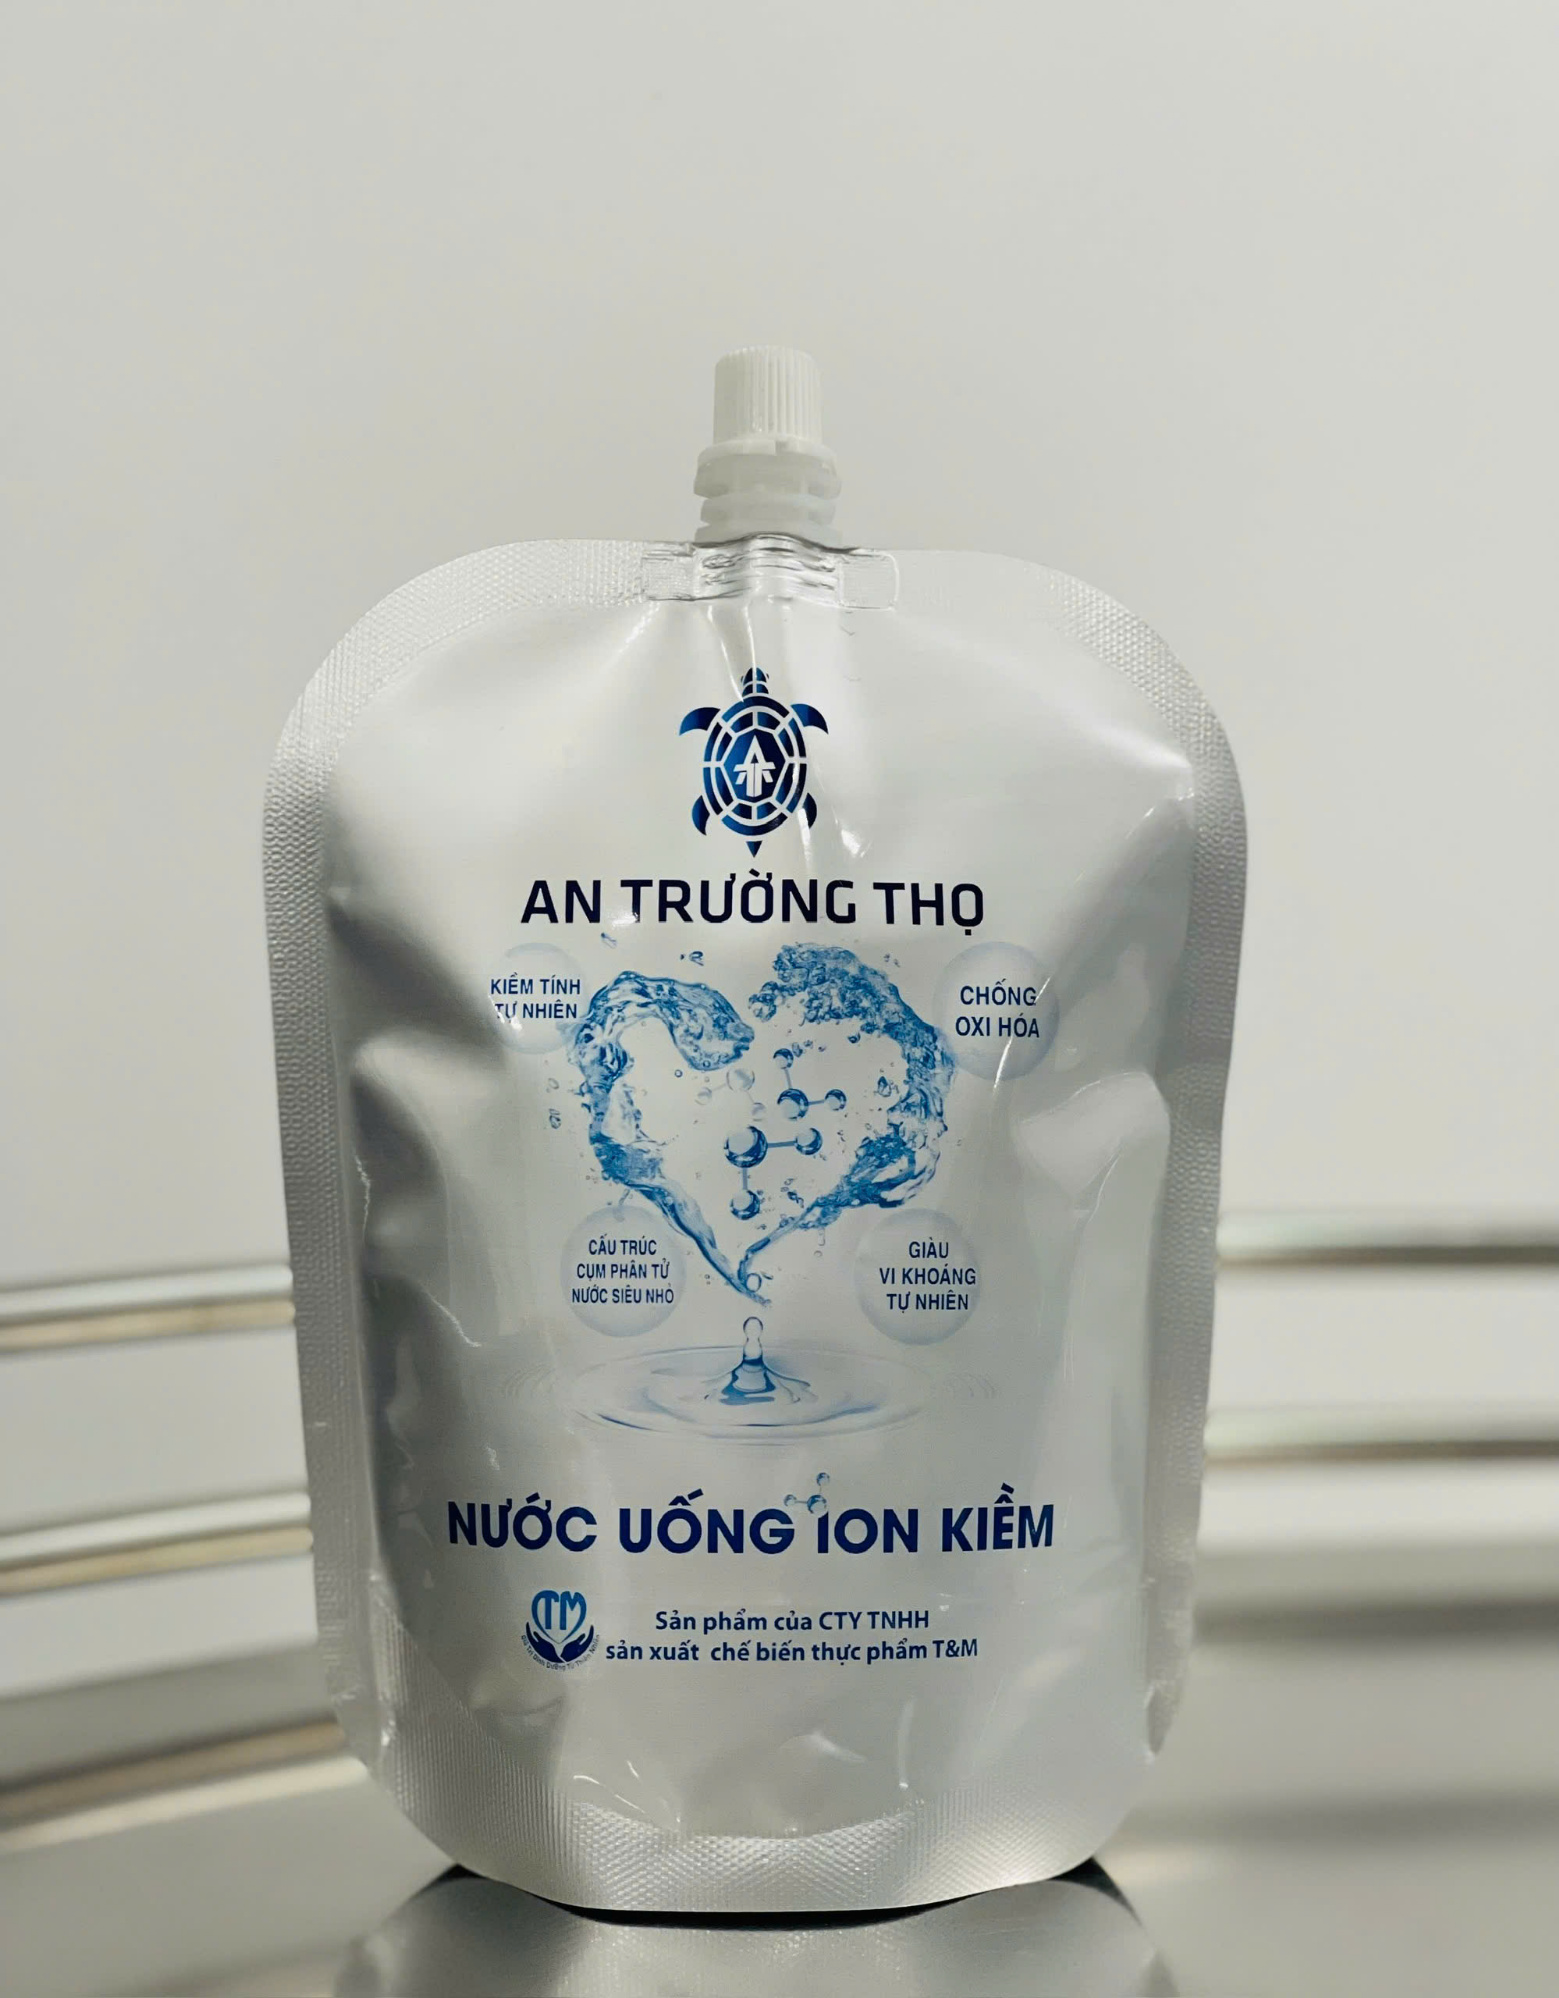 AN TRƯỜNG THỌ
KIỀM TÍNH
TỰ NHIÊN
CHỐNG
OXI HÓA
CẤU TRÚC
CỤM PHÂN TỬ
NƯỚC SIÊU NHỎ
GIÀU
VI KHOÁNG
TỰ NHIÊN
NƯỚC UỐNG ION KIỀM
TM
Sản phẩm của CTY TNHH
sản xuất chế biến thực phẩm T&M